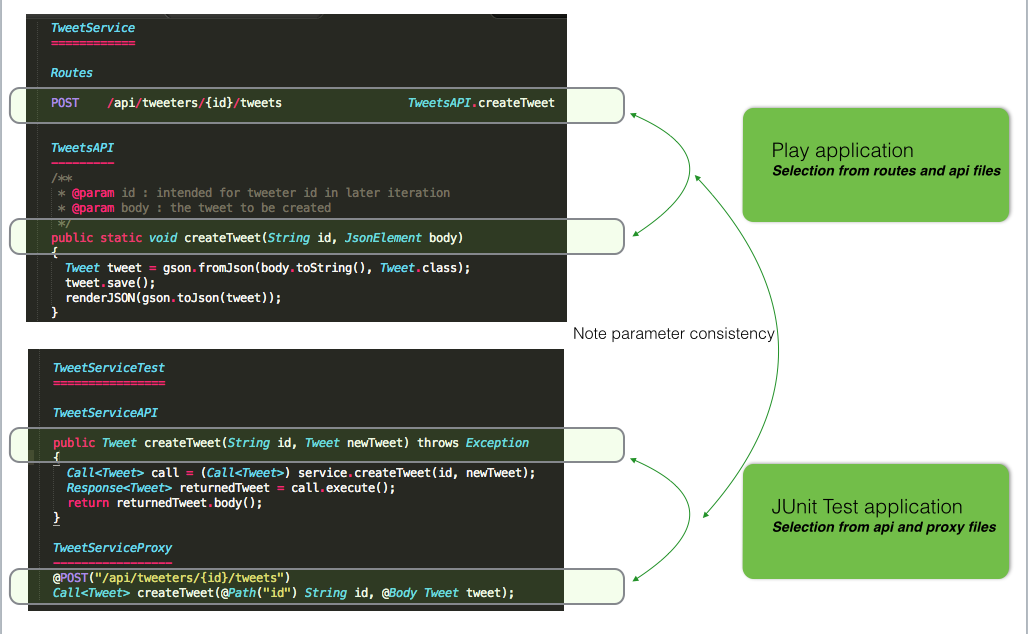 TweetService
============
Routes
POST /api/tweeters/{id}/tweets TweetsAPI.createTweet
TweetsAPI
=========
/**
* @param id : intended for tweeter id in later iteration
* @param body : the tweet to be created
*/
public static void createTweet(String id, JsonElement body)
{
Tweet tweet = gson.fromJson(body.toString(), Tweet.class);
tweet.save();
renderJSON(gson.toJson(tweet));
}
Play application
Selection from routes and api files
Note parameter consistency
TweetServiceTest
================
TweetServiceAPI
public Tweet createTweet(String id, Tweet newTweet) throws Exception
{
Call<Tweet> call = (Call<Tweet>) service.createTweet(id, newTweet);
Response<Tweet> returnedTweet = call.execute();
return returnedTweet.body();
}
TweetServiceProxy
=================
@POST("/api/tweeters/{id}/tweets")
Call<Tweet> createTweet(@Path("id") String id, @Body Tweet tweet);
JUnit Test application
Selection from api and proxy files